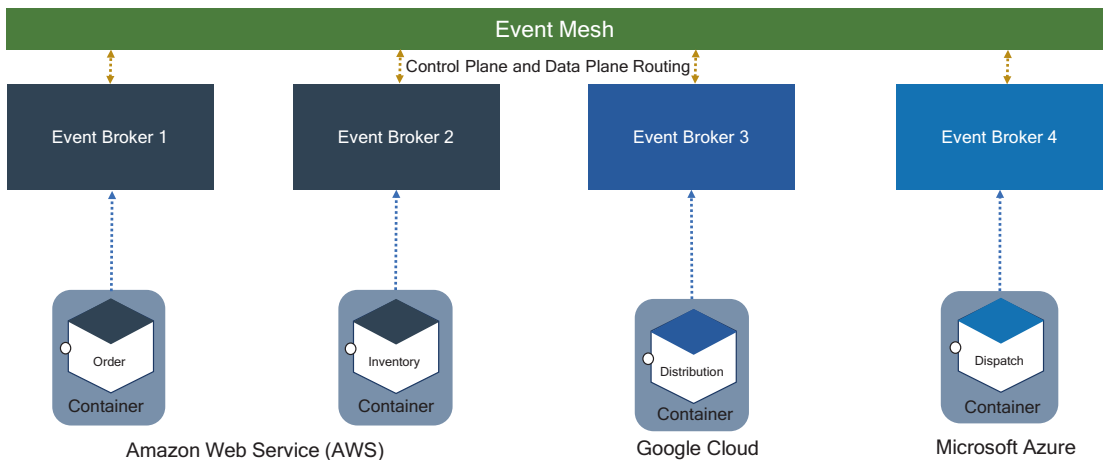 Event Mesh
Control Plane and Data Plane Routing
Event Broker 1
Event Broker 2
Event Broker 3
Event Broker 4
Order
Container
Inventory
Container
Distribution
Container
Dispatch
Container
Amazon Web Service (AWS)
Google Cloud
Microsoft Azure